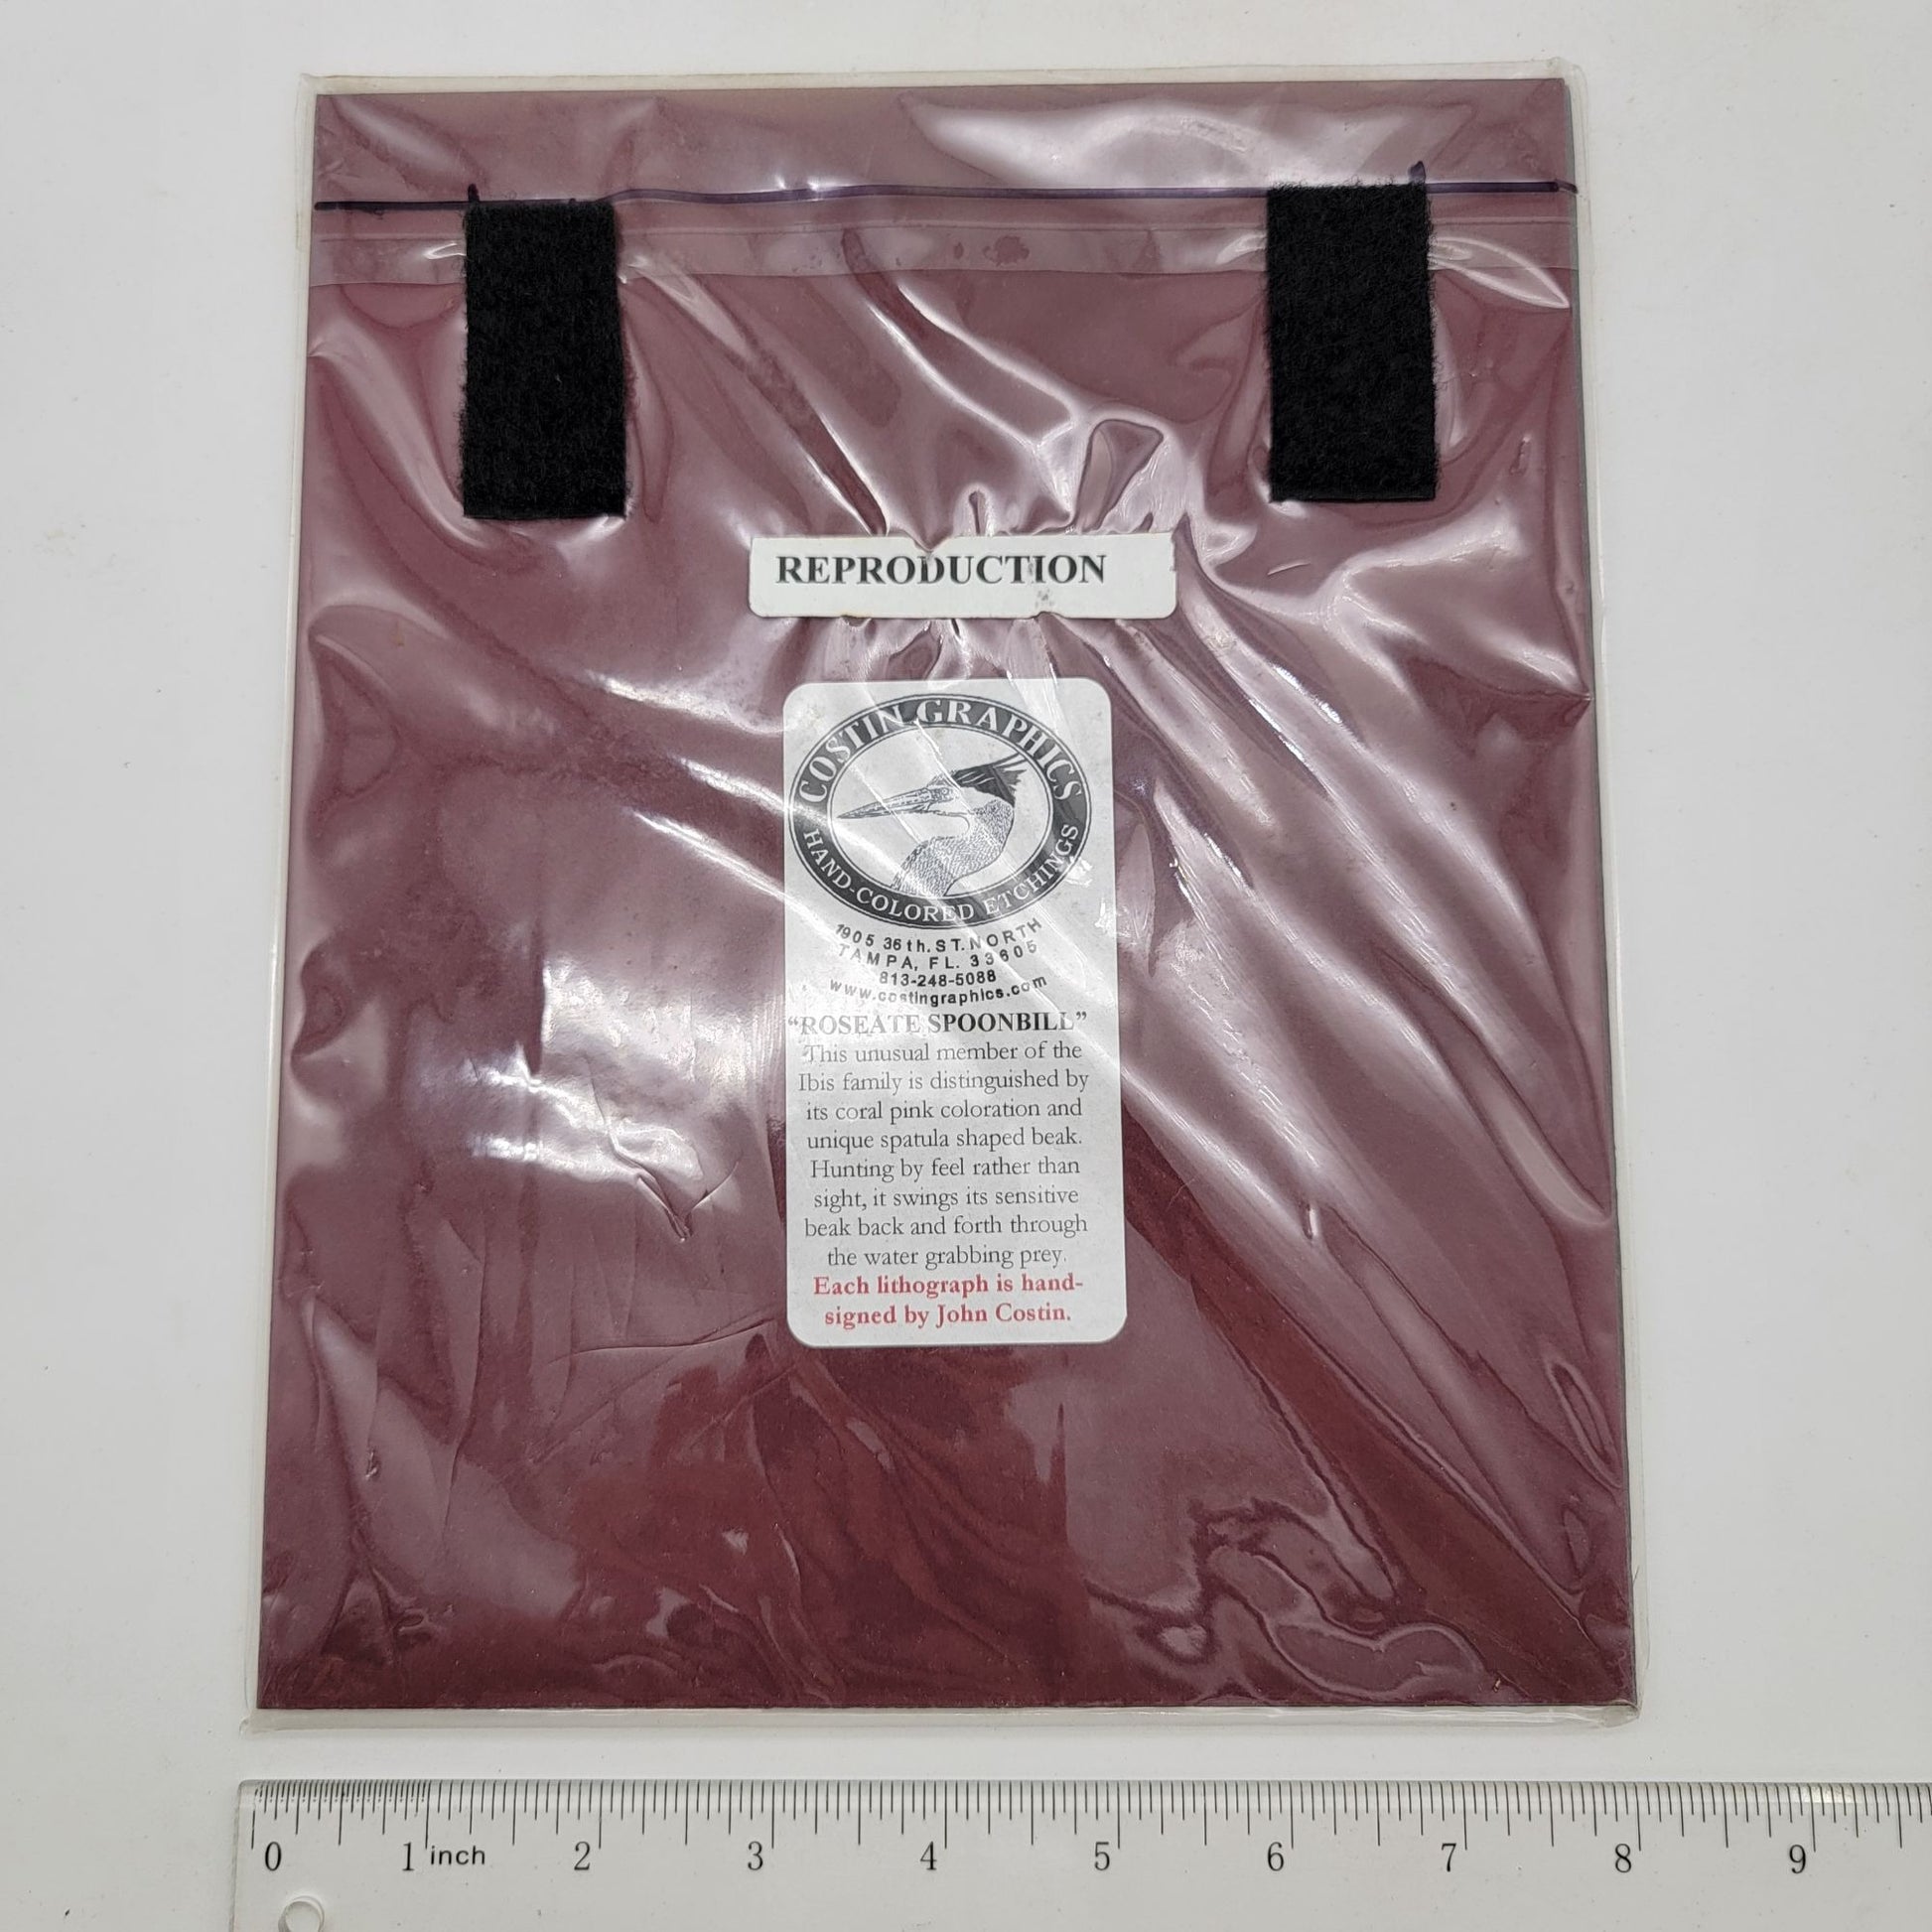 REPRODUCTION
COSTIN GRAPHICS
HAND-COLORED ETCHINGS
1905 36th. ST. NORTH
TAMPA, FL. 33605
813-248-5088
www.costingraphics.com
“ROSEATE SPOONBILL”
This unusual member of the
Ibis family is distinguished by
its coral pink coloration and
unique spatula shaped beak.
Hunting by feel rather than
sight, it swings its sensitive
beak back and forth through
the water grabbing prey.
Each lithograph is hand-
signed by John Costin.
0 1 inch 2 3 4 5 6 7 8 9